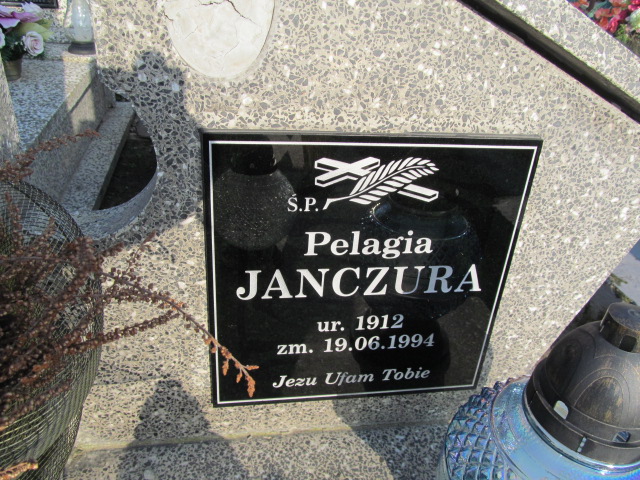 Ś.P.
Pelagia
JANCZURA
ur. 1912
zm. 19.06.1994
Jezu Ufam Tobie